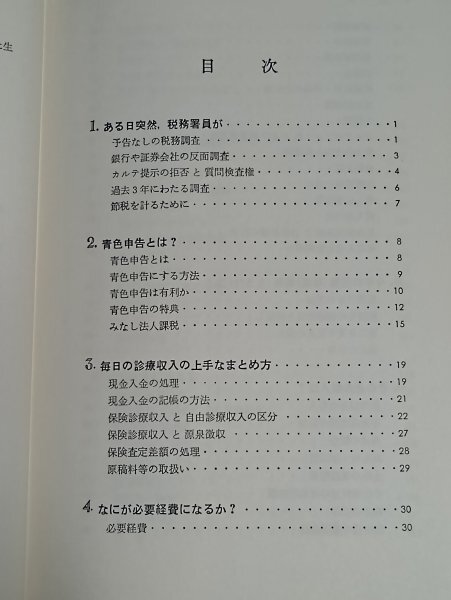 生
目 次
1. ある日突然，税務署員が・・・・・・・・・・・・・・・・・1
予告なしの税務調査・・・・・・・・・・・・・・・・・・1
銀行や証券会社の反面調査・・・・・・・・・・・・・・・3
カルテ提示の拒否と質問検査権・・・・・・・・・・・・・4
過去3年にわたる調査・・・・・・・・・・・・・・・・・6
節税を計るために・・・・・・・・・・・・・・・・・・・7
2. 青色申告とは？・・・・・・・・・・・・・・・・・・・・8
青色申告とは・・・・・・・・・・・・・・・・・・・・・8
青色申告にする方法・・・・・・・・・・・・・・・・・・9
青色申告は有利か・・・・・・・・・・・・・・・・・・・10
青色申告の特典・・・・・・・・・・・・・・・・・・・・12
みなし法人課税・・・・・・・・・・・・・・・・・・・・15
3. 毎日の診療収入の上手なまとめ方・・・・・・・・・・・・19
現金入金の処理・・・・・・・・・・・・・・・・・・・・19
現金入金の記帳の方法・・・・・・・・・・・・・・・・・21
保険診療収入と自由診療収入の区分・・・・・・・・・・・22
保険診療収入と源泉徴収・・・・・・・・・・・・・・・・27
保険査定差額の処理・・・・・・・・・・・・・・・・・・28
原稿料等の取扱い・・・・・・・・・・・・・・・・・・・29
4. なにが必要経費になるか？・・・・・・・・・・・・・・・30
必要経費・・・・・・・・・・・・・・・・・・・・・・・30